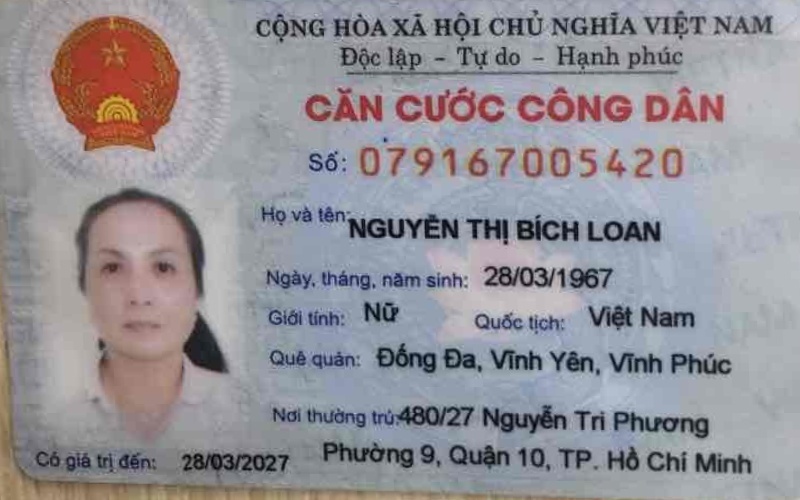 CỘNG HÒA XÃ HỘI CHỦ NGHĨA VIỆT NAM
Độc lập - Tự do - Hạnh phúc
CĂN CƯỚC CÔNG DÂN
Số: 079167005420
Họ và tên: NGUYỄN THỊ BÍCH LOAN
Ngày, tháng, năm sinh: 28/03/1967
Giới tính: Nữ Quốc tịch: Việt Nam
Quê quán: Đống Đa, Vĩnh Yên, Vĩnh Phúc
Nơi thường trú: 480/27 Nguyễn Tri Phương
Phường 9, Quận 10, TP. Hồ Chí Minh
Có giá trị đến: 28/03/2027